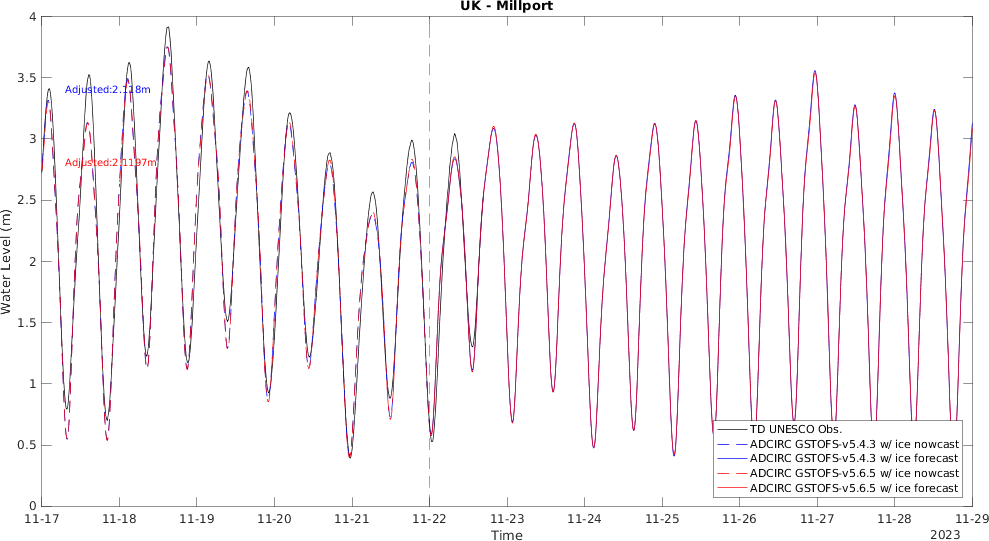 UK - Millport
4
3.5
3
2.5
2
1.5
1
0.5
0
Water Level (m)
Adjusted:2.118m
Adjusted:2.1197m
TD UNESCO Obs.
ADCIRC GSTOFS-v5.4.3 w/ ice nowcast
ADCIRC GSTOFS-v5.4.3 w/ ice forecast
ADCIRC GSTOFS-v5.6.5 w/ ice nowcast
ADCIRC GSTOFS-v5.6.5 w/ ice forecast
11-17 11-18 11-19 11-20 11-21 11-22 11-23 11-24 11-25 11-26 11-27 11-28 11-29
Time
2023